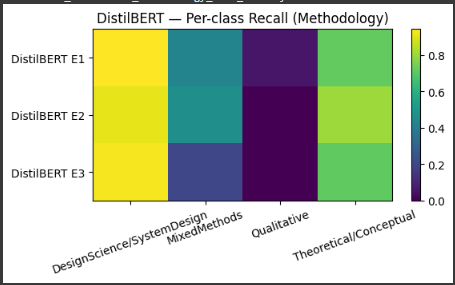 DistilBERT — Per-class Recall (Methodology)
DistilBERT E1
DistilBERT E2
DistilBERT E3
DesignScience/SystemDesign
MixedMethods
Qualitative
Theoretical/Conceptual
0.8
0.6
0.4
0.2
0.0